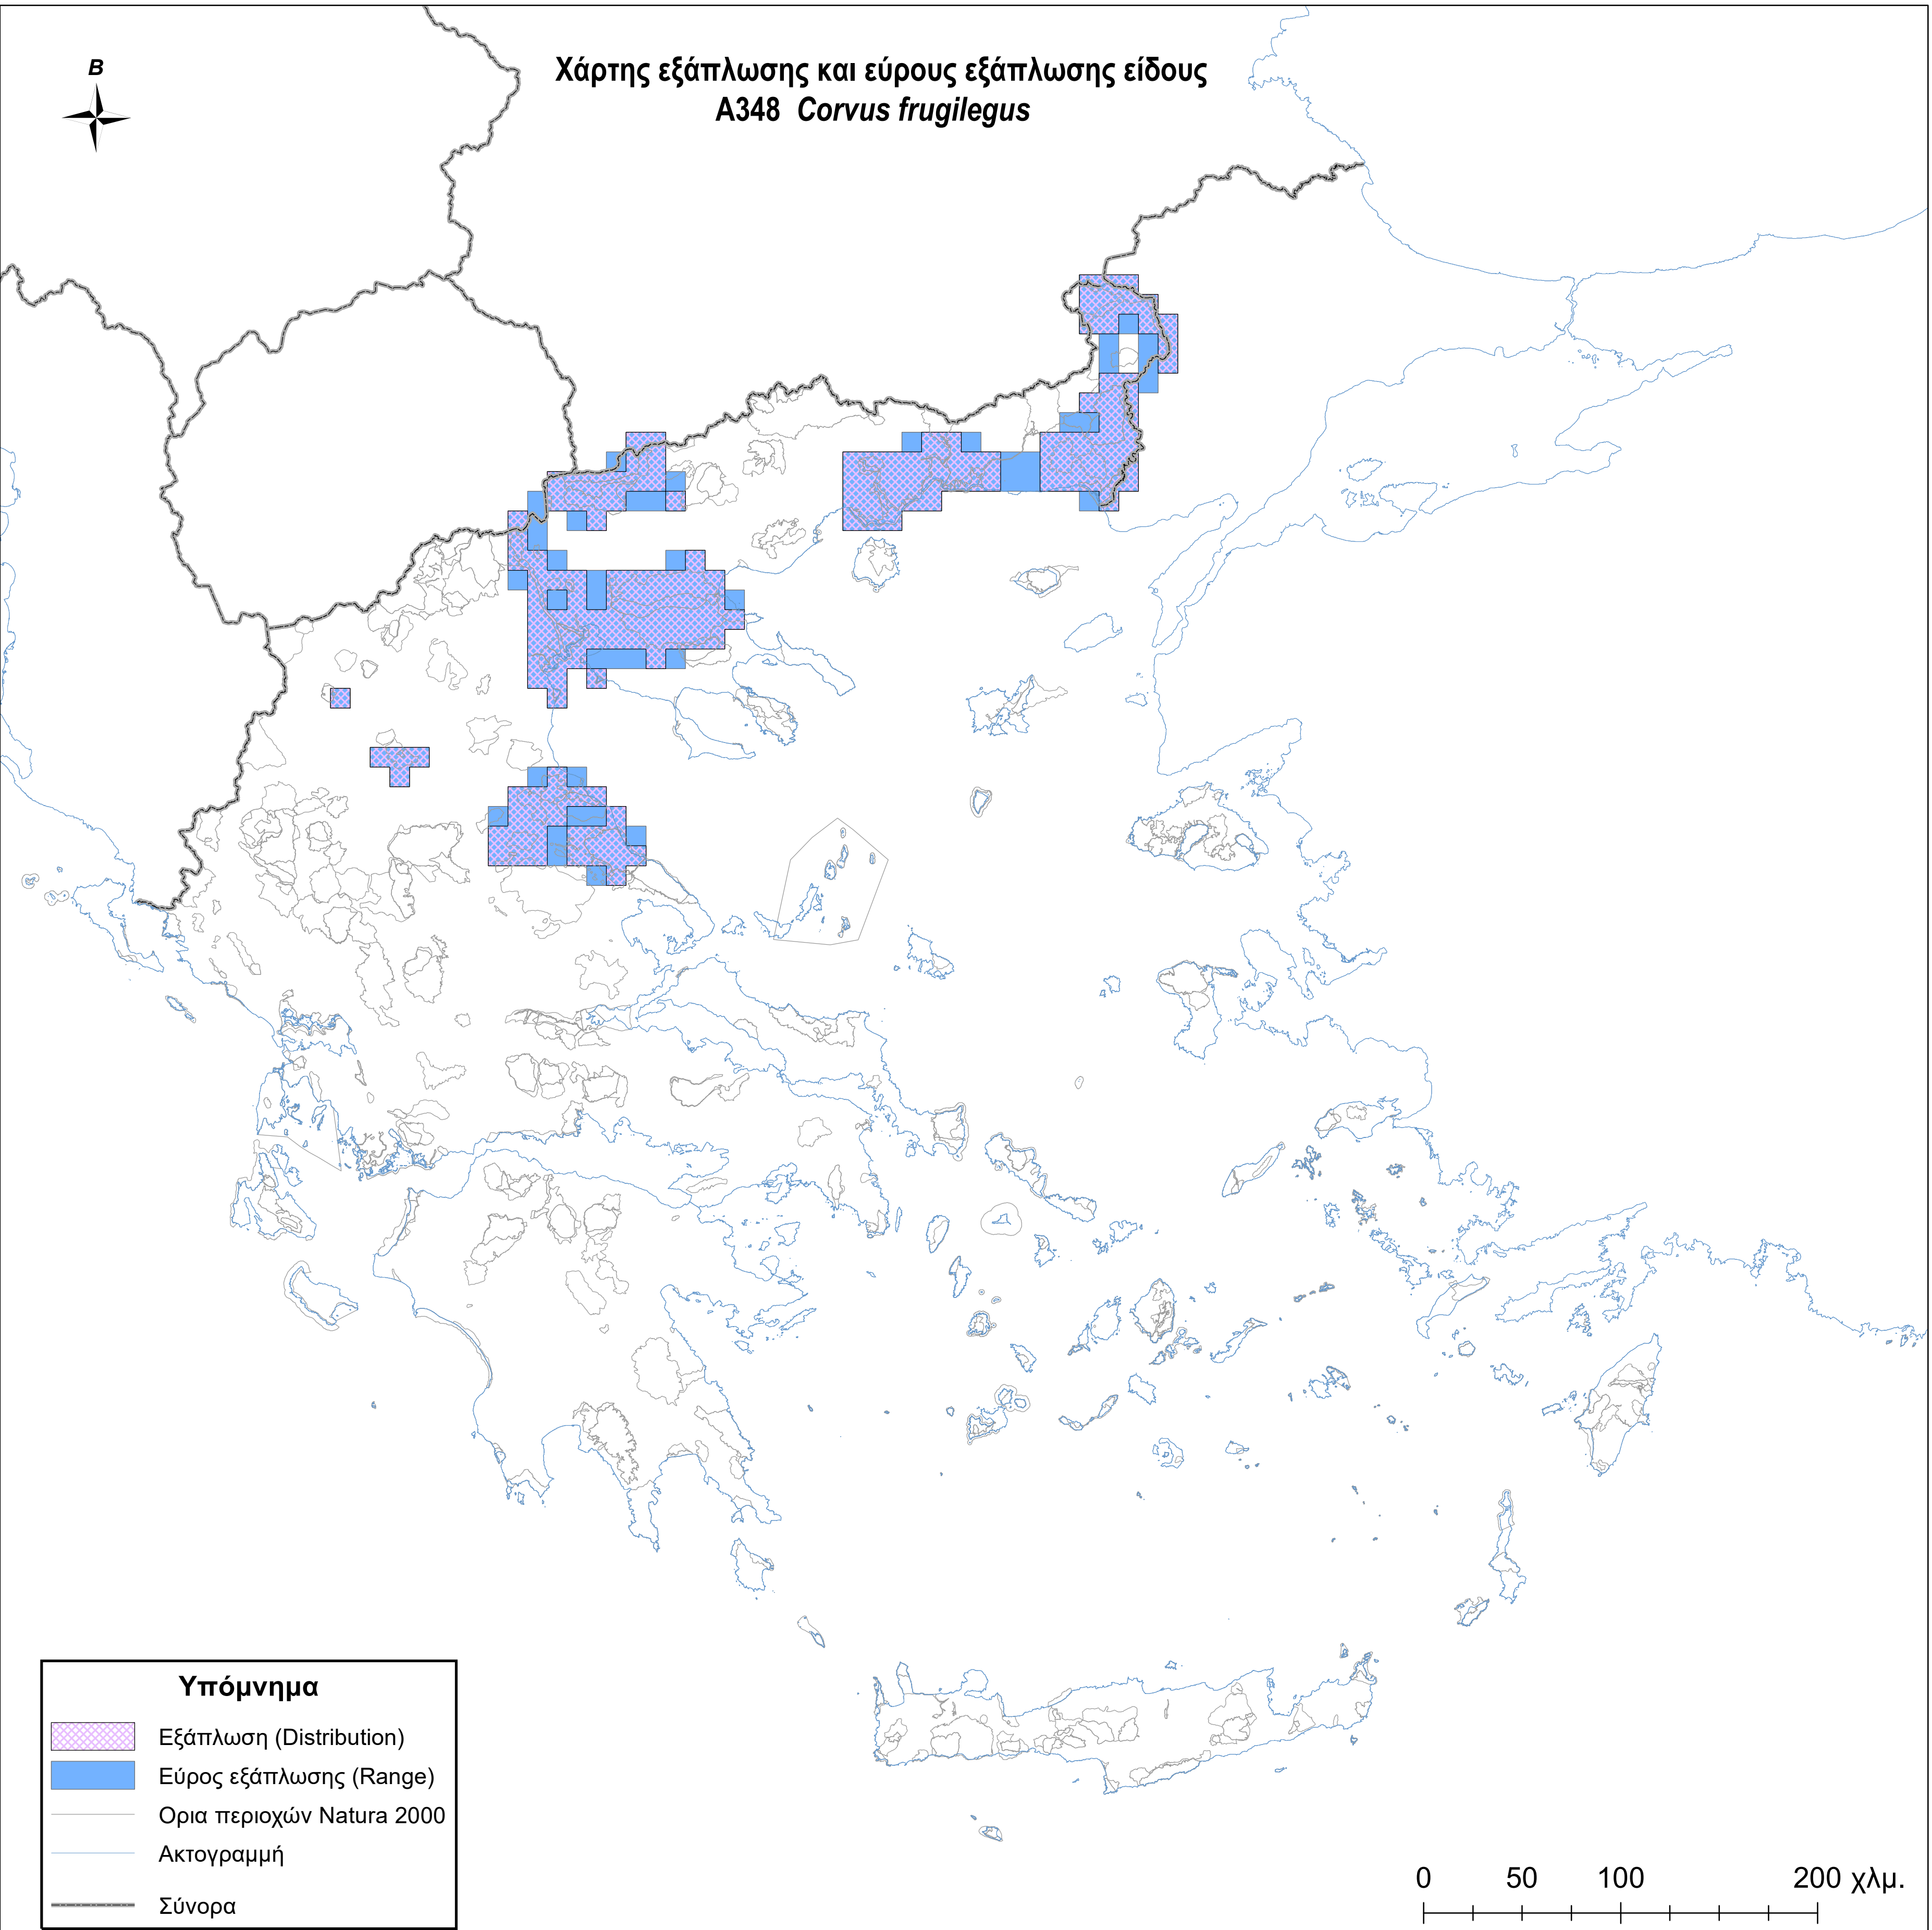 Β
Χάρτης εξάπλωσης και εύρους εξάπλωσης είδους
A348 Corvus frugilegus
Υπόμνημα
Εξάπλωση (Distribution)
Εύρος εξάπλωσης (Range)
Ορια περιοχών Natura 2000
Ακτογραμμή
Σύνορα
0 50 100 200 χλμ.